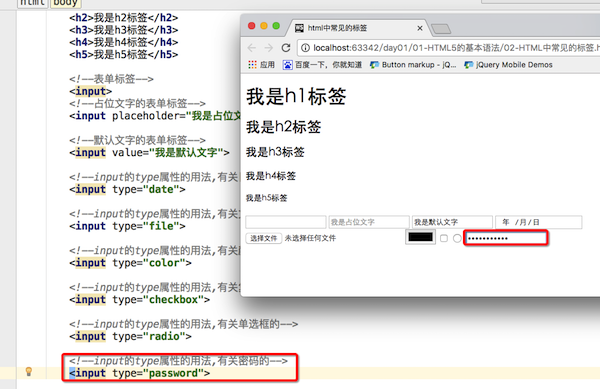 html
body
<h2>我是h2标签</h2>
<h3>我是h3标签</h3>
<h4>我是h4标签</h4>
<h5>我是h5标签</h5>
<!--表单标签-->
<input>
<!--占位文字的表单标签-->
<input placeholder="我是占位文
<!--默认文字的表单标签-->
<input value="我是默认文字">
<!--input的type属性的用法,有关
<input type="date">
<!--input的type属性的用法,有关
<input type="file">
<!--input的type属性的用法,有关
<input type="color">
<!--input的type属性的用法,有关
<input type="checkbox">
<!--input的type属性的用法,有关单选框的-->
<input type="radio">
<!--input的type属性的用法,有关密码的-->
<input type="password">
html中常见的标签
localhost:63342/day01/01-HTML5的基本语法/02-HTML中常见的标签.h
应用 百度一下，你就知道 Button markup - jQ... jQuery Mobile Demos
我是h1标签
我是h2标签
我是h3标签
我是h4标签
我是h5标签
我是占位文字 我是默认文字 年 /月/日
选择文件 未选择任何文件 •••••••••••